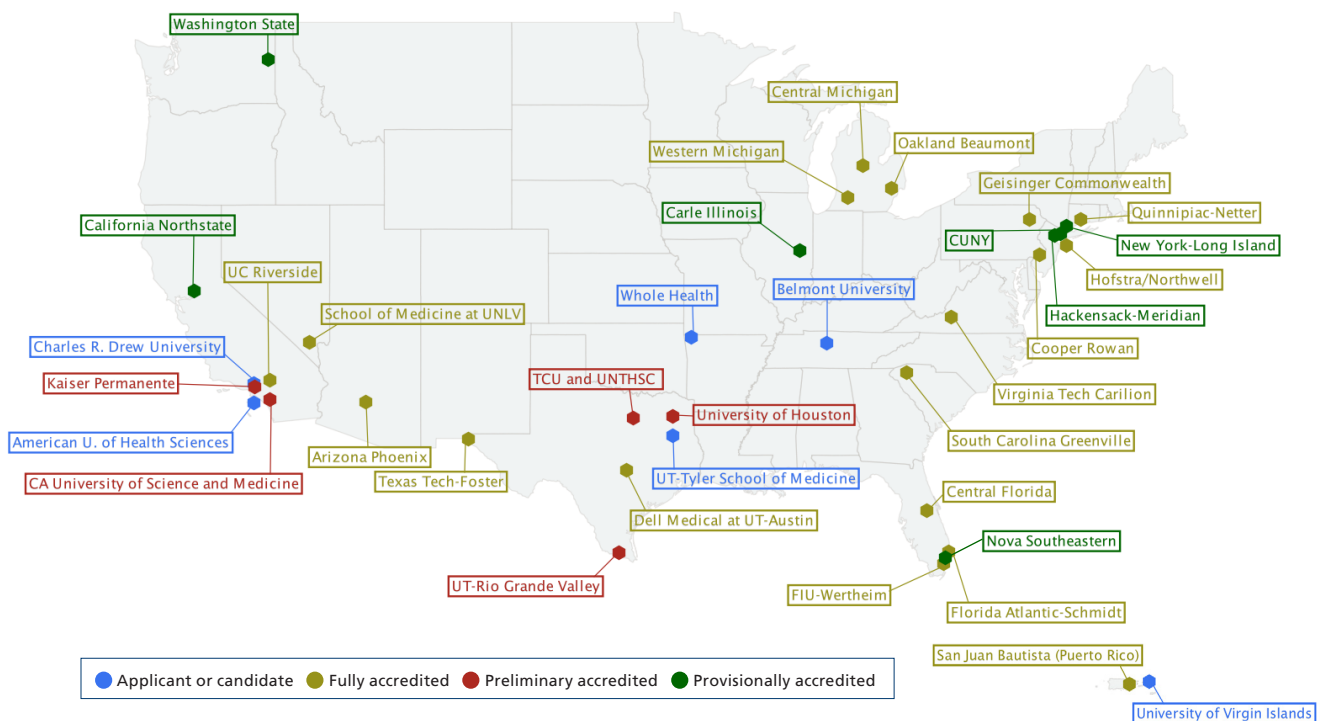 Washington State
Central Michigan
Oakland Beaumont
Western Michigan
Geisinger Commonwealth
Carle Illinois
Quinnipiac-Netter
California Northstate
CUNY
New York-Long Island
UC Riverside
Hofstra/Northwell
Whole Health
Belmont University
School of Medicine at UNLV
Hackensack-Meridian
Charles R. Drew University
Cooper Rowan
Kaiser Permanente
TCU and UNTHSC
Virginia Tech Carilion
University of Houston
American U. of Health Sciences
South Carolina Greenville
Arizona Phoenix
Texas Tech-Foster
UT-Tyler School of Medicine
CA University of Science and Medicine
Central Florida
Dell Medical at UT-Austin
Nova Southeastern
UT-Rio Grande Valley
FIU-Wertheim
Florida Atlantic-Schmidt
San Juan Bautista (Puerto Rico)
Applicant or candidate
Fully accredited
Preliminary accredited
Provisionally accredited
University of Virgin Islands